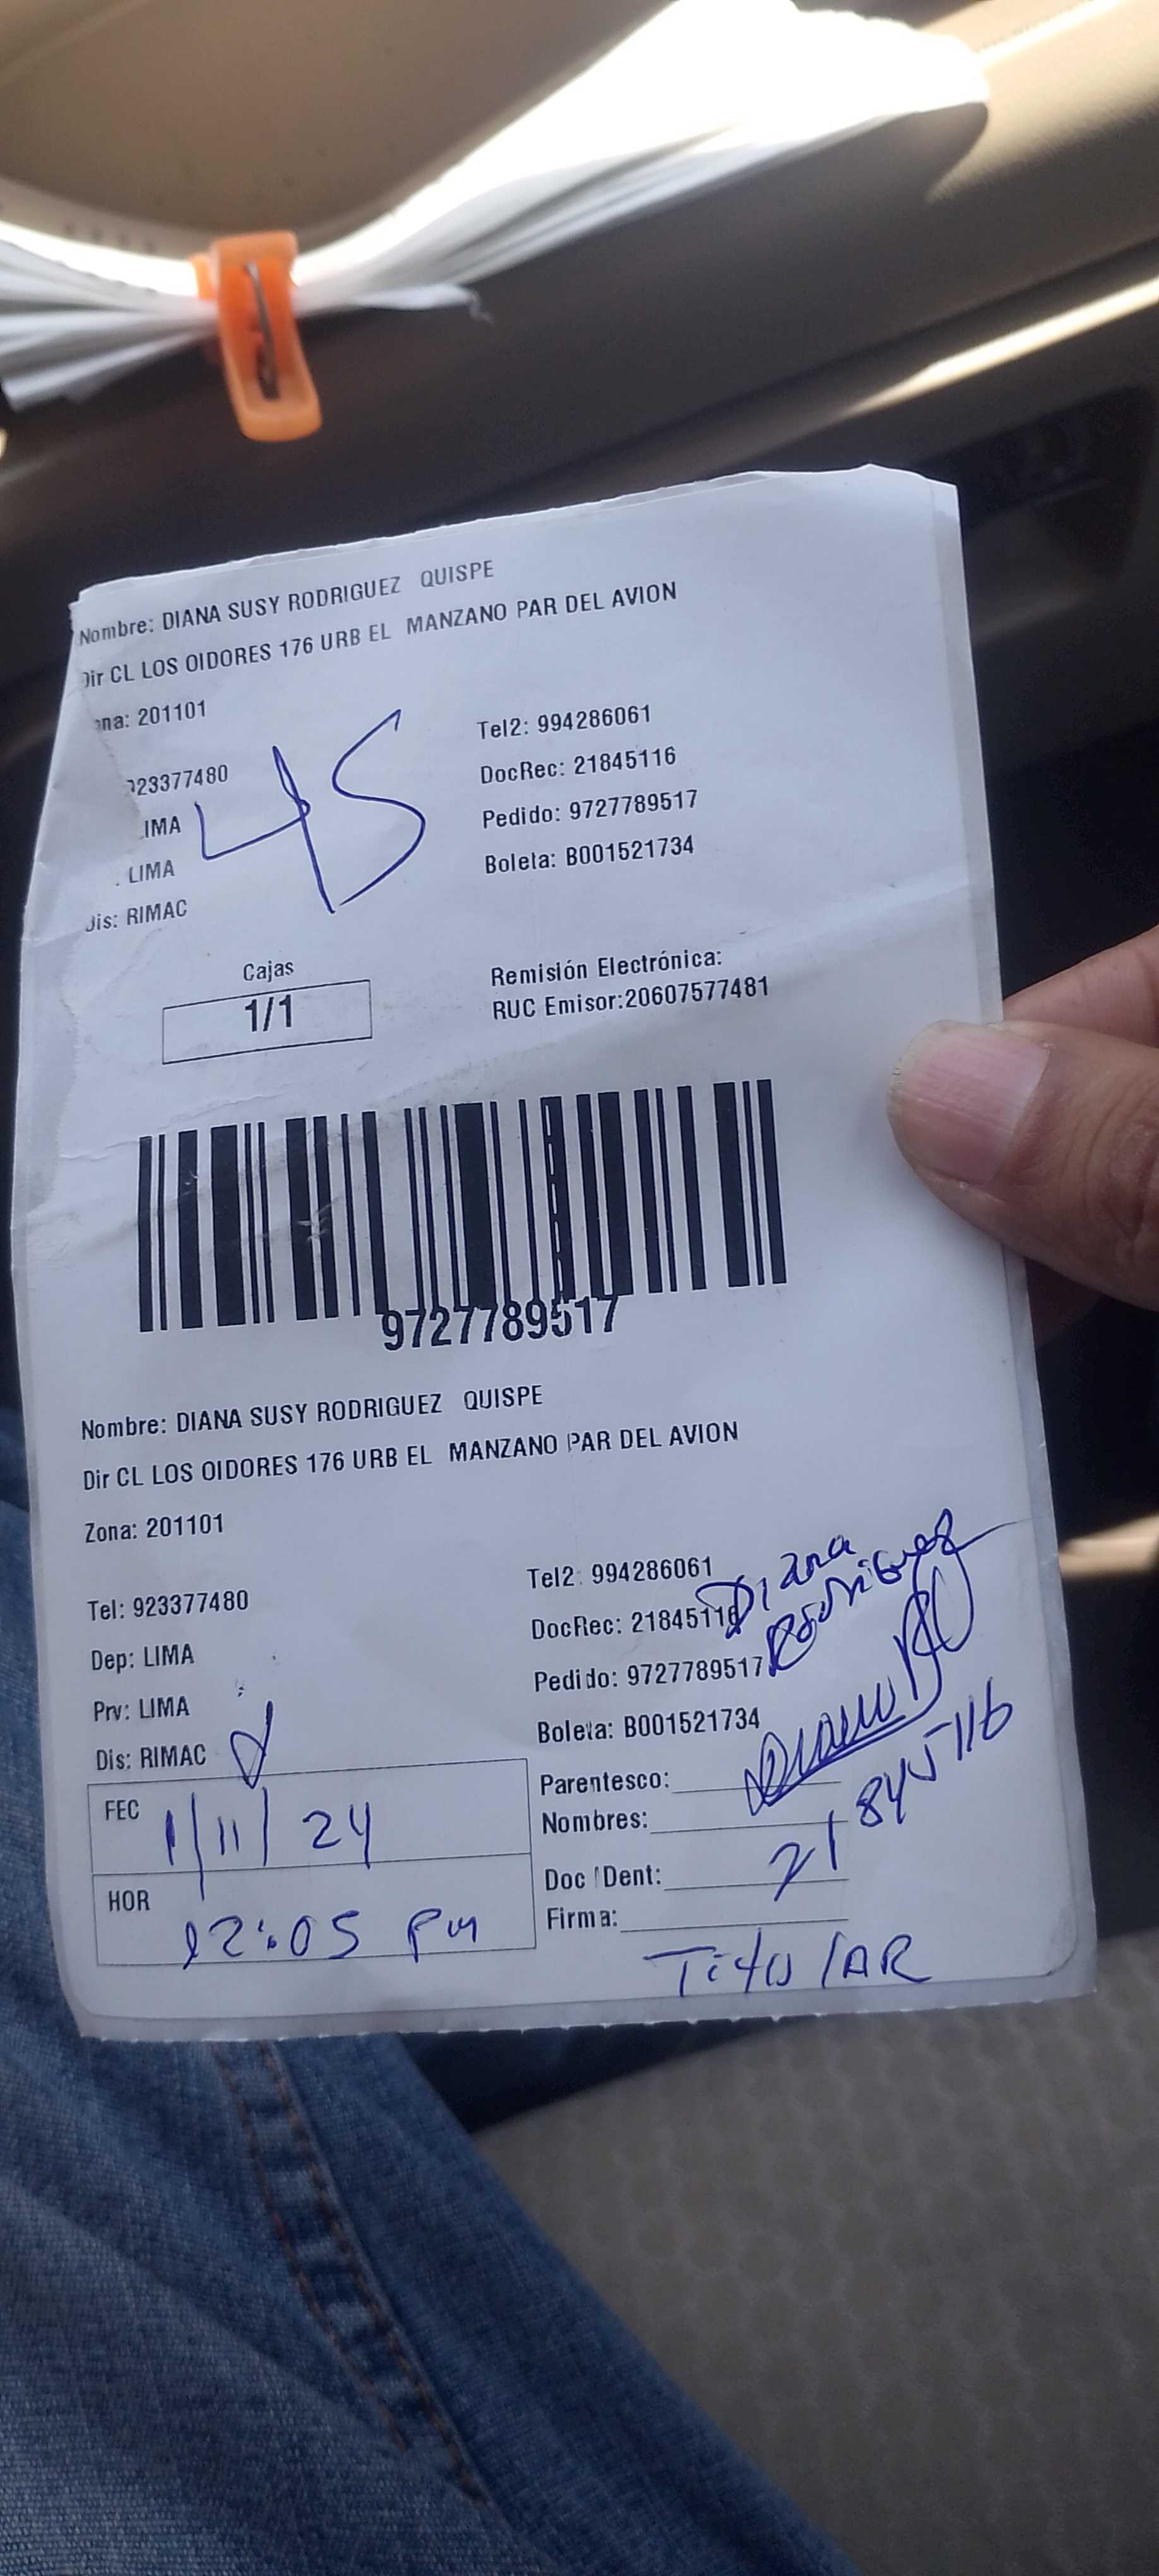 Nombre: DIANA SUSY RODRIGUEZ QUISPE
Dir CL LOS OIDORES 176 URB EL MANZANO PAR DEL AVION
na: 201101
23377480
IMA
LIMA
Dis: RIMAC
45
Tel2: 994286061
DocRec: 21845116
Pedido: 9727789517
Boleta: B001521734
Cajas
1/1
Remisión Electrónica:
RUC Emisor:20607577481
9727789517
Nombre: DIANA SUSY RODRIGUEZ QUISPE
Dir CL LOS OIDORES 176 URB EL MANZANO PAR DEL AVION
Zona: 201101
Tel: 923377480
Dep: LIMA
Prv: LIMA
Dis: RIMAC
Tel2: 994286061
DocRec: 21845116
Pedido: 9727789517
Boleta: B001521734
Diana
Rodriguez
FEC 1/11/24
HOR 12:05 Pm
Parentesco:
Nombres:
Doc Dent: 21845116
Firma:
TitulAR